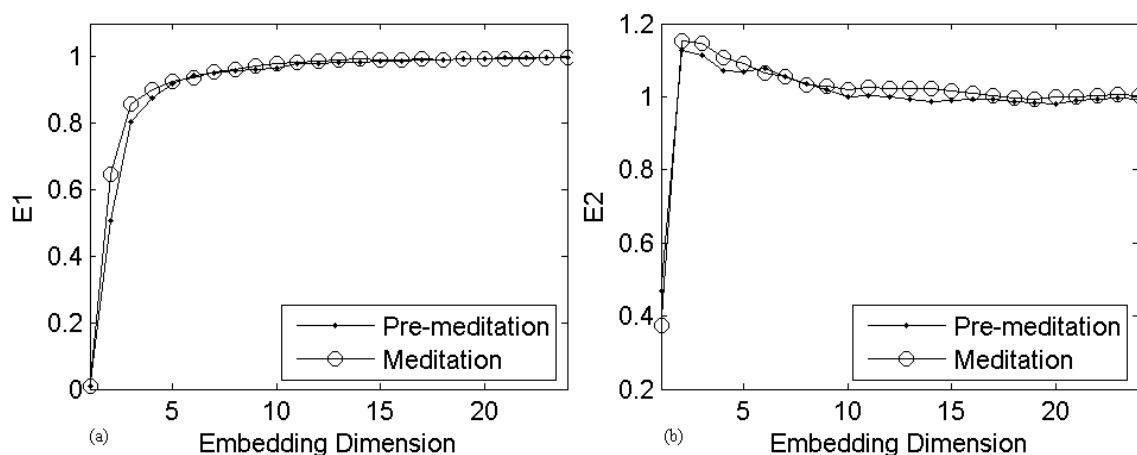 E1
1
0.8
0.6
0.4
0.2
0
Pre-meditation
Meditation
5
10
15
20
(a)
Embedding Dimension
E2
1.2
1
0.8
0.6
0.4
0.2
Pre-meditation
Meditation
5
10
15
20
(b)
Embedding Dimension